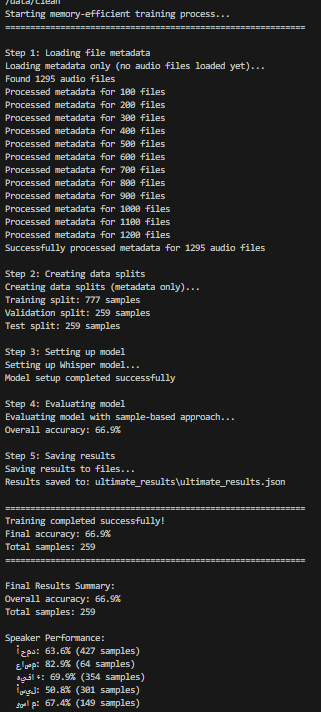 /data/clean
Starting memory-efficient training process...
============================================================
Step 1: Loading file metadata
Loading metadata only (no audio files loaded yet)...
Found 1295 audio files
Processed metadata for 100 files
Processed metadata for 200 files
Processed metadata for 300 files
Processed metadata for 400 files
Processed metadata for 500 files
Processed metadata for 600 files
Processed metadata for 700 files
Processed metadata for 800 files
Processed metadata for 900 files
Processed metadata for 1000 files
Processed metadata for 1100 files
Processed metadata for 1200 files
Successfully processed metadata for 1295 audio files
Step 2: Creating data splits
Creating data splits (metadata only)...
Training split: 777 samples
Validation split: 259 samples
Test split: 259 samples
Step 3: Setting up model
Setting up Whisper model...
Model setup completed successfully
Step 4: Evaluating model
Evaluating model with sample-based approach...
Overall accuracy: 66.9%
Step 5: Saving results
Saving results to files...
Results saved to: ultimate_results\ultimate_results.json
============================================================
Training completed successfully!
Final accuracy: 66.9%
Total samples: 259
============================================================
Final Results Summary:
Overall accuracy: 66.9%
Total samples: 259
Speaker Performance:
أحمد: 63.6% (427 samples)
عاصم: 82.9% (64 samples)
هيفاء: 69.9% (354 samples)
أسيل: 50.8% (301 samples)
وسام: 67.4% (149 samples)